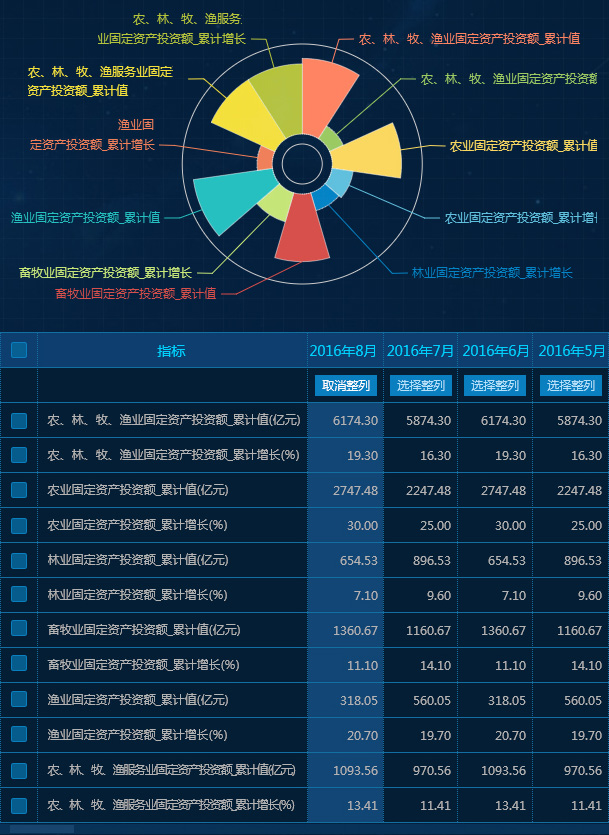 农、林、牧、渔服务
业固定资产投资额_累计增长
农、林、牧、渔业固定资产投资额_累计值
农、林、牧、渔服务业固定
资产投资额_累计值
农、林、牧、渔业固定资产投资额
渔业固
定资产投资额_累计增长
农业固定资产投资额_累计值
渔业固定资产投资额_累计值
农业固定资产投资额_累计增长
畜牧业固定资产投资额_累计增长
林业固定资产投资额_累计增长
畜牧业固定资产投资额_累计值
指标 2016年8月 2016年7月 2016年6月 2016年5月
取消整列 选择整列 选择整列 选择整列
农、林、牧、渔业固定资产投资额_累计值(亿元) 6174.30 5874.30 6174.30 5874.30
农、林、牧、渔业固定资产投资额_累计增长(%) 19.30 16.30 19.30 16.30
农业固定资产投资额_累计值(亿元) 2747.48 2247.48 2747.48 2247.48
农业固定资产投资额_累计增长(%) 30.00 25.00 30.00 25.00
林业固定资产投资额_累计值(亿元) 654.53 896.53 654.53 896.53
林业固定资产投资额_累计增长(%) 7.10 9.60 7.10 9.60
畜牧业固定资产投资额_累计值(亿元) 1360.67 1160.67 1360.67 1160.67
畜牧业固定资产投资额_累计增长(%) 11.10 14.10 11.10 14.10
渔业固定资产投资额_累计值(亿元) 318.05 560.05 318.05 560.05
渔业固定资产投资额_累计增长(%) 20.70 19.70 20.70 19.70
农、林、牧、渔服务业固定资产投资额_累计值(亿元) 1093.56 970.56 1093.56 970.56
农、林、牧、渔服务业固定资产投资额_累计增长(%) 13.41 11.41 13.41 11.41